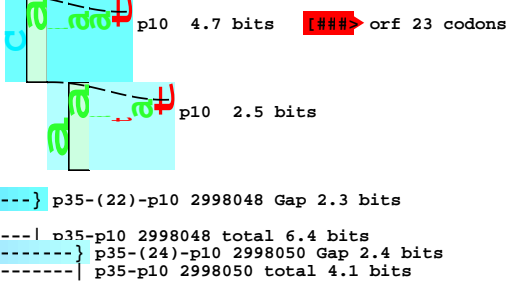 p10 4.7 bits [###> orf 23 codons
p10 2.5 bits
---} p35-(22)-p10 2998048 Gap 2.3 bits
---| p35-p10 2998048 total 6.4 bits
-------} p35-(24)-p10 2998050 Gap 2.4 bits
-------| p35-p10 2998050 total 4.1 bits